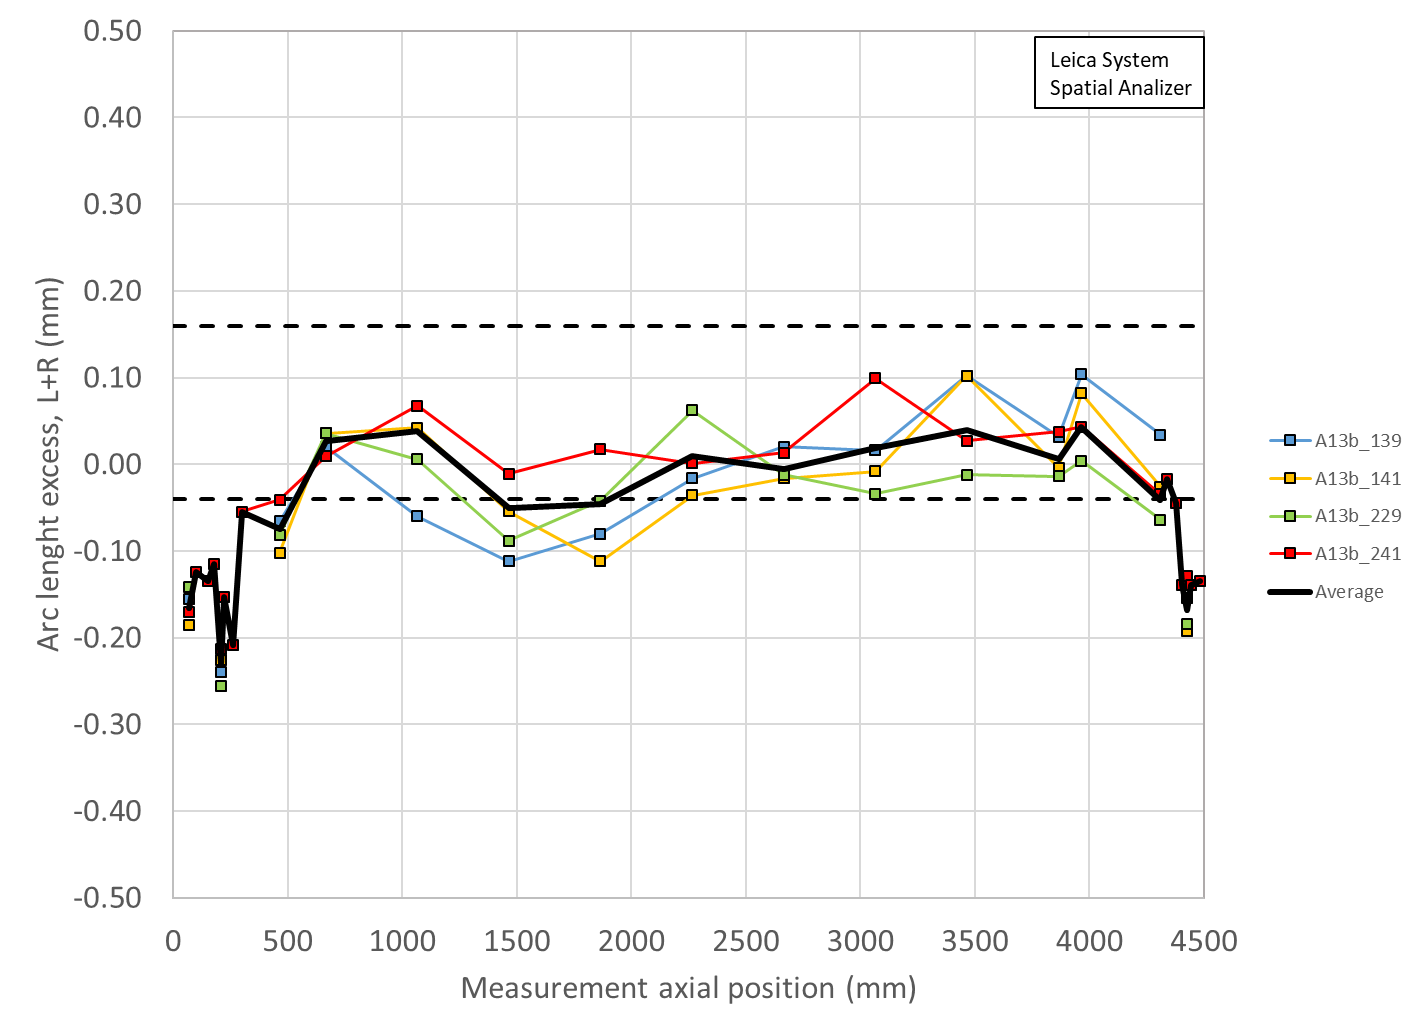 0.50
0.40
0.30
0.20
0.10
0.00
-0.10
-0.20
-0.30
-0.40
-0.50
Arc lenght excess, L+R (mm)
Leica System
Spatial Analizer
A13b_139
A13b_141
A13b_229
A13b_241
Average
0 500 1000 1500 2000 2500 3000 3500 4000 4500
Measurement axial position (mm)